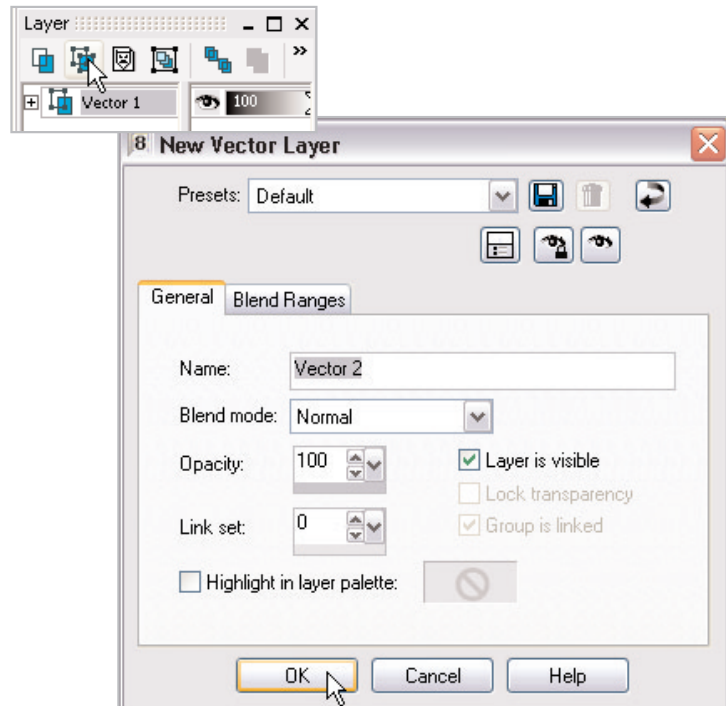 Layer
»
Vector 1
100
8 New Vector Layer
Presets: Default
General Blend Ranges
Name: Vector 2
Blend mode: Normal
Opacity: 100
Layer is visible
Lock transparency
Link set: 0
Group is linked
Highlight in layer palette:
OK Cancel Help